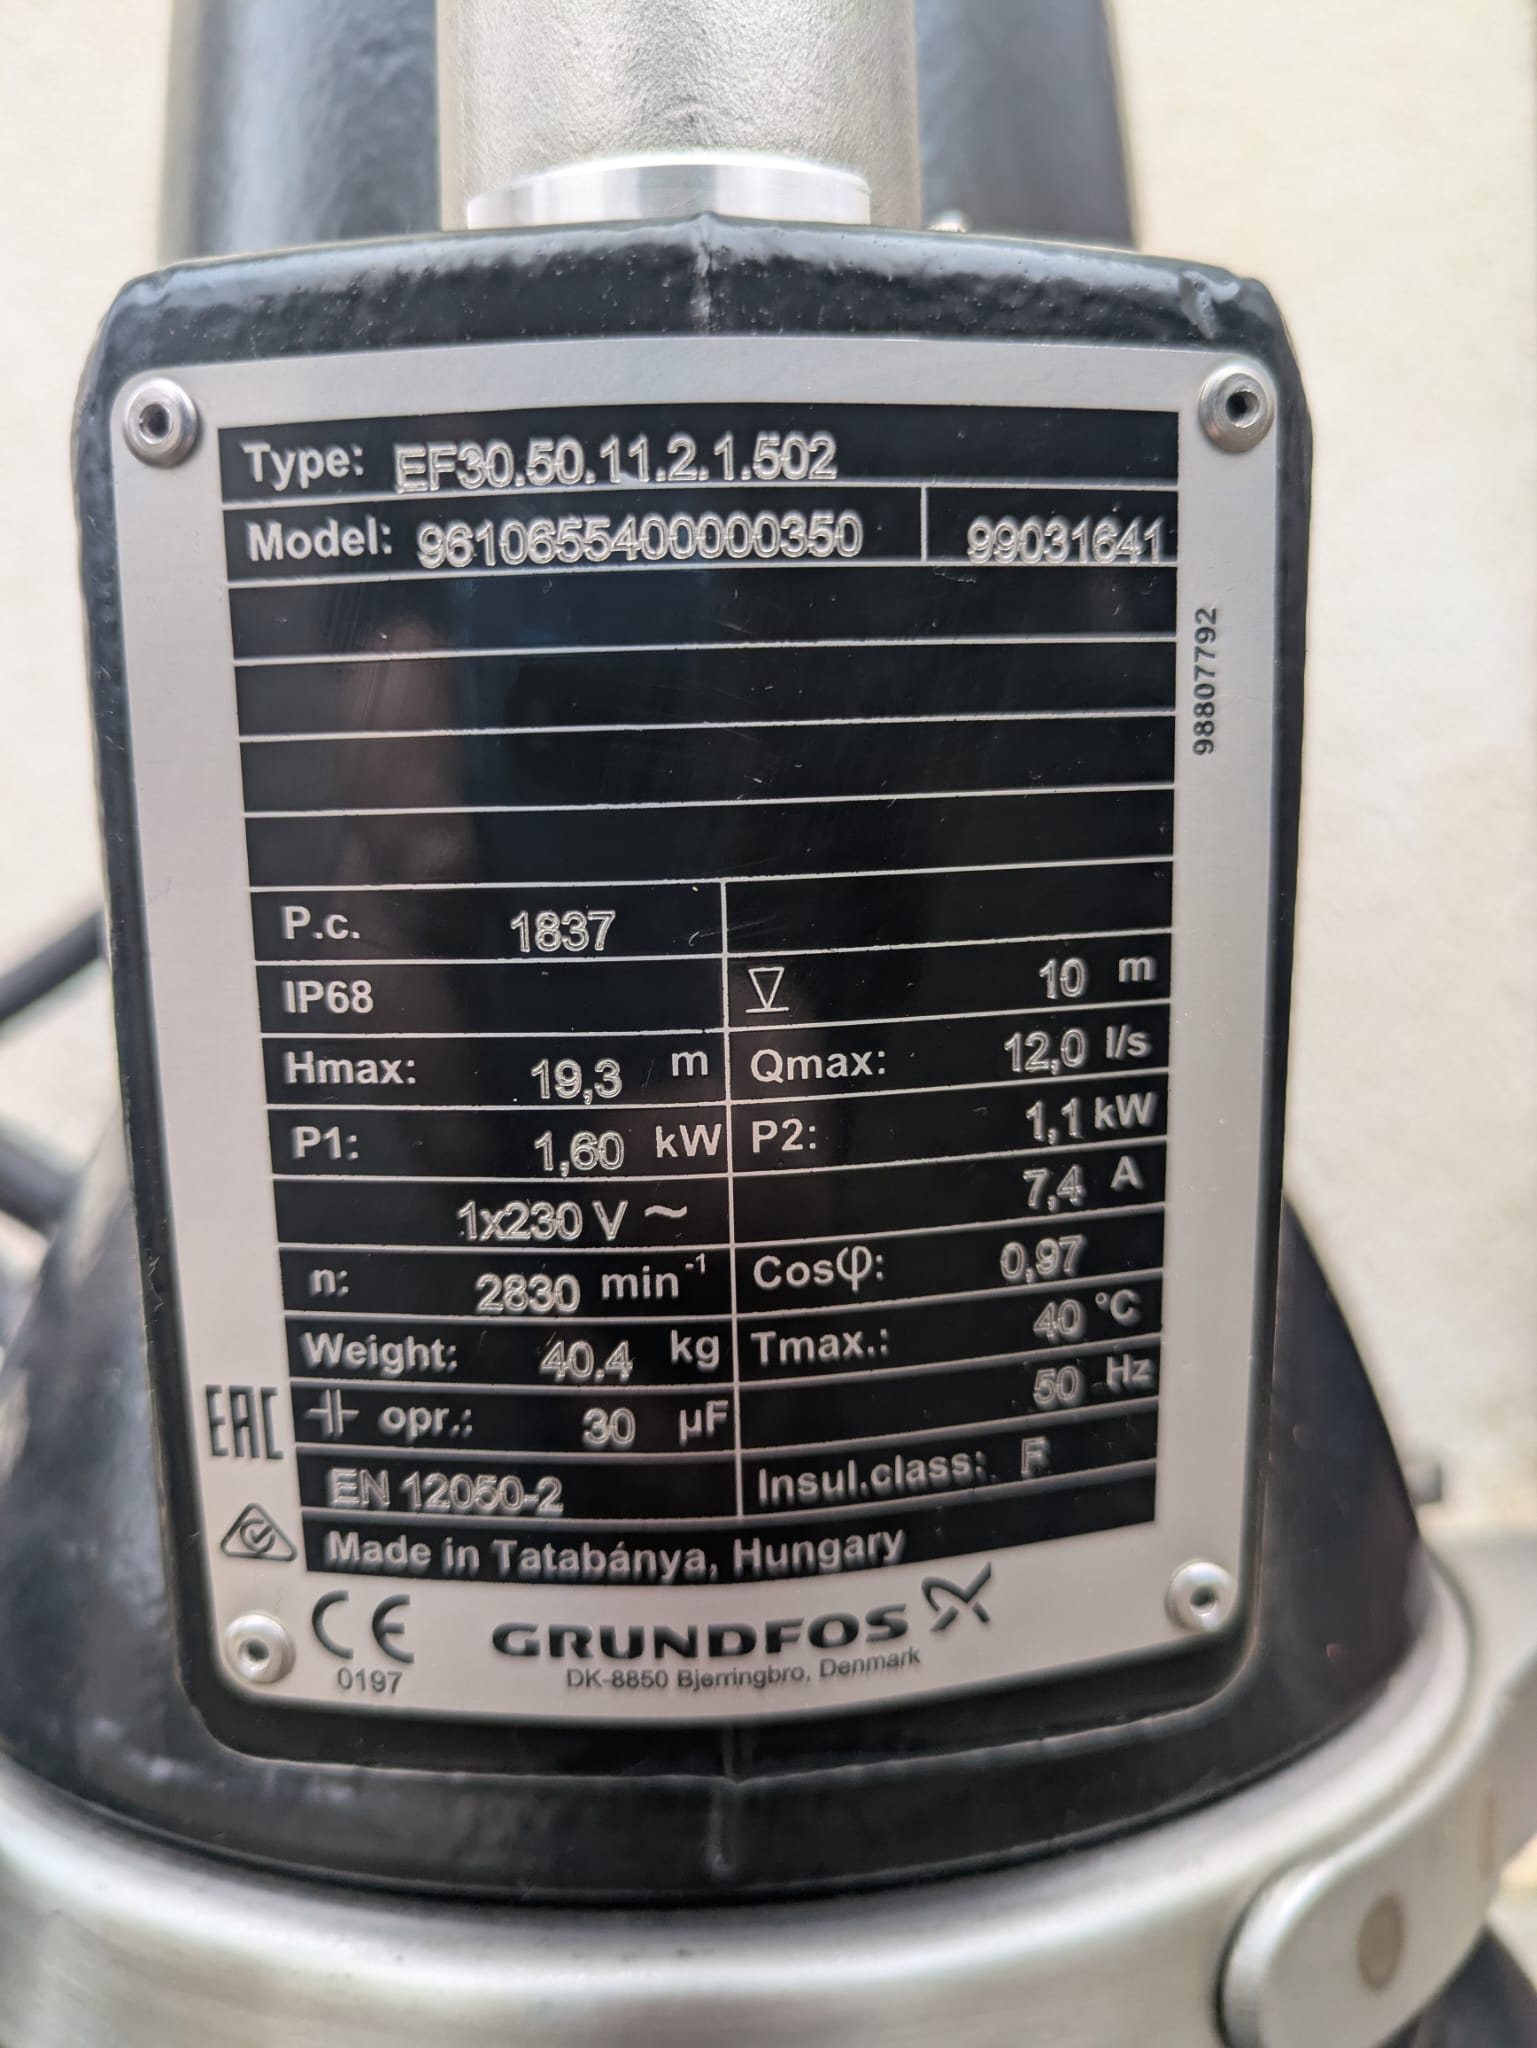 Type: EF30.50.11.2.1.502
Model: 9610655400000350 99031641
98807792
P.c. 1837
IP68 10 m
Hmax: 19,3 m Qmax: 12,0 l/s
P1: 1,60 kW P2: 1,1 kW
1x230 V ~ 7,4 A
n: 2830 min⁻¹ Cosφ: 0,97
Weight: 40.4 kg Tmax.: 40 °C
opr.: 30 µF 50 Hz
EN 12050-2 Insul.class: F
Made in Tatabánya, Hungary
EAC
CE
0197
GRUNDFOS
DK-8850 Bjerringbro, Denmark